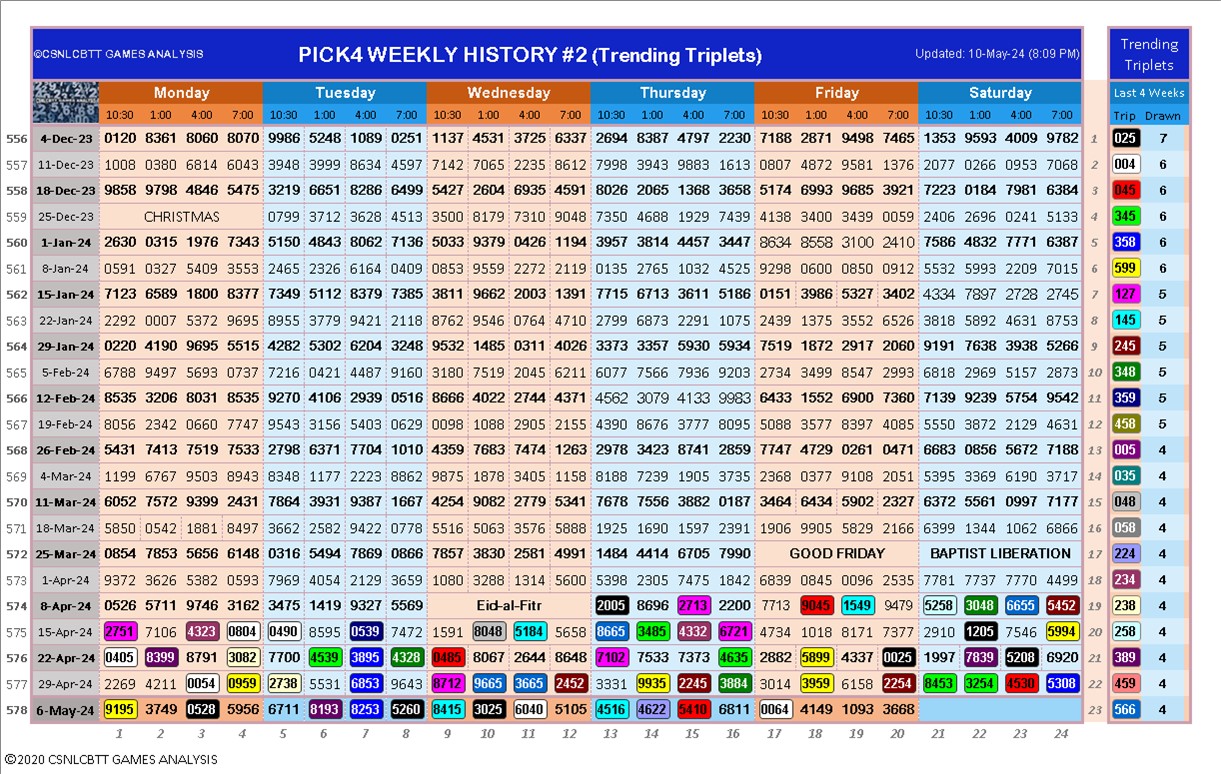 ©CSNLCBTT GAMES ANALYSIS PICK4 WEEKLY HISTORY #2 (Trending Triplets) Updated: 10-May-24 (8:09 PM)
Trending
Triplets
Monday Tuesday Wednesday Thursday Friday Saturday Last 4 Weeks
10:30 1:00 4:00 7:00 10:30 1:00 4:00 8:00 10:30 1:00 4:00 7:00 10:30 1:00 4:00 7:00 10:30 1:00 4:00 7:00 10:30 1:00 4:00 7:00 Trip Drawn
556 4-Dec-23 0120 8361 8060 8070 9986 5248 1089 0251 1137 4531 3725 6337 2694 8387 4797 2230 7188 2871 9498 7465 1353 9593 4009 9782 1 025 7
557 11-Dec-23 1008 0380 6814 6043 3948 3999 8634 4597 7142 7065 2235 8612 7998 3943 9883 1613 0807 4872 9581 1376 2077 0266 0953 7068 2 004 6
558 18-Dec-23 9858 9798 4846 5475 3219 6651 8286 6499 5427 2604 6935 4591 8026 2065 1368 3658 5174 6993 9685 3921 7223 0184 7981 6384 3 045 6
559 25-Dec-23 CHRISTMAS 0799 3712 3628 4513 3500 8179 7310 9048 7350 4688 1929 7439 4138 3400 3439 0059 2406 2696 0241 5133 4 345 6
560 1-Jan-24 2630 0315 1976 7343 5150 4843 8062 7136 5033 9379 0426 1194 3957 3814 4457 3447 8634 8558 3100 2410 7586 4832 7771 6387 5 358 6
561 8-Jan-24 0591 0327 5409 3553 2465 2326 6164 0409 0853 9559 2272 2119 0135 2765 1032 4525 9298 0600 0850 0912 5532 5993 2209 7015 6 599 6
562 15-Jan-24 7123 6589 1800 8377 7349 5112 8379 7385 3811 9662 2003 1391 7715 6713 3611 5186 0151 3986 5327 3402 4334 7897 2728 2745 7 127 5
563 22-Jan-24 2292 0007 5372 9695 8955 3779 9421 2118 8762 9546 0764 4710 2799 6873 2291 1075 2439 1375 3552 6526 3818 5892 4631 8753 8 145 5
564 29-Jan-24 0220 4190 9695 5515 4282 5302 6204 3248 9532 1485 0311 4026 3373 3357 5930 5934 7519 1872 2917 2060 9191 7638 3938 5266 9 245 5
565 5-Feb-24 6788 9497 5693 0737 7216 0421 4487 9160 3180 7519 2045 6211 6077 7566 7936 9203 2734 3499 8547 2993 6818 2969 5157 2873 10 348 5
566 12-Feb-24 8535 3206 8031 8535 9270 4106 2939 0516 8666 4022 2744 4371 4562 3079 4133 9983 6433 1552 6900 7360 7139 9239 5754 9542 11 359 5
567 19-Feb-24 8056 2342 0660 7747 9543 3156 5403 0629 0098 1088 2905 2155 4390 8676 3777 8095 5088 3577 8397 4085 5550 3872 2129 4631 12 458 5
568 26-Feb-24 5431 7413 7519 7533 2798 6371 7704 1010 4359 7683 7474 1263 2978 3423 8741 2859 7747 4729 0261 0471 6683 0856 5672 7188 13 005 4
569 4-Mar-24 1199 6767 9503 8943 8348 1177 2223 8862 9875 1878 3405 1158 8188 7239 1545 3735 2368 0377 9108 2051 5395 3369 6190 3717 14 035 4
570 11-Mar-24 6052 7572 9399 2431 7864 3931 9387 1667 4254 9082 2779 5341 7678 7556 3882 0187 3464 6434 5902 2327 6372 5561 0997 7177 15 048 4
571 18-Mar-24 5850 0542 1881 8497 3662 2582 9422 0778 5516 5063 3576 5888 1925 1690 1597 2391 1906 9905 5829 2166 6399 1344 1062 6866 16 058 4
572 25-Mar-24 0854 7853 5656 6148 0316 5494 7869 0866 7857 3830 2581 4991 1484 4414 6705 7990 GOOD FRIDAY BAPTIST LIBERATION 17 224 4
573 1-Apr-24 9372 3626 5382 0593 7969 4054 2129 3659 1080 3288 1314 5600 5398 2305 7475 1842 6839 0845 0096 2535 7781 7737 7770 4499 18 234 4
574 8-Apr-24 0526 5711 9746 3162 3475 1419 9327 5569 Eid-al-Fitr 2005 8696 2713 2200 7713 9045 1549 9479 5258 3048 6655 5452 19 238 4
575 15-Apr-24 2751 7106 4323 0804 0490 8595 0539 7472 1591 8048 5184 5658 8665 3485 4332 6721 4734 1018 8171 7377 2910 1205 7546 5994 20 258 4
576 22-Apr-24 0405 8399 8791 3082 7700 4539 3895 4328 0485 8067 2644 8648 7102 7533 7373 4635 2882 5899 4337 0025 1997 7839 5208 6920 21 389 4
577 29-Apr-24 2269 4211 0054 0959 2738 5531 6853 9643 8712 9665 3665 2452 3331 9935 2245 3884 3014 3959 6158 2254 8453 3254 4530 5308 22 459 4
578 6-May-24 9195 3749 0528 5956 6711 8193 8253 5260 8415 3025 6040 5105 4516 4622 5410 6811 0064 4149 1093 3668 23 566 4
1 2 3 4 5 6 7 8 9 10 11 12 13 14 15 16 17 18 19 20 21 22 23 24
©2020 CSNLCBTT GAMES ANALYSIS